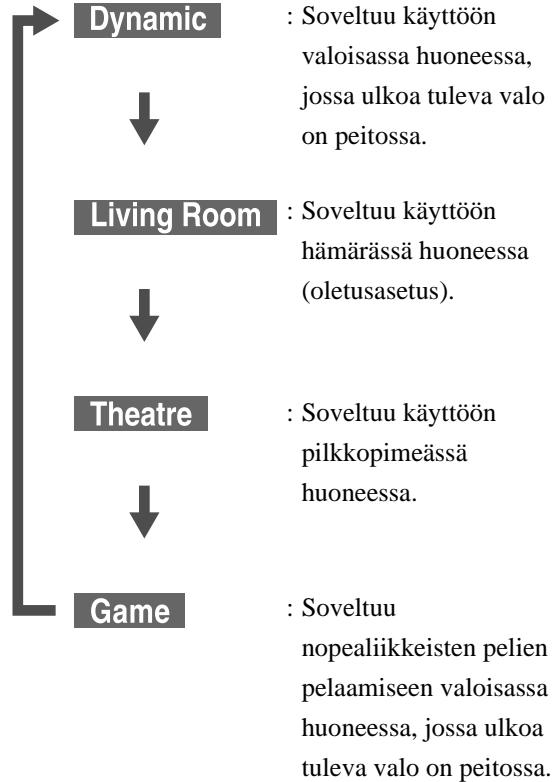 Dynamic : Soveltuu käyttöön
valoisassa huoneessa,
jossa ulkoa tuleva valo
on peitossa.
Living Room : Soveltuu käyttöön
hämärässä huoneessa
(oletusasetus).
Theatre : Soveltuu käyttöön
pilkkopimeässä
huoneessa.
Game : Soveltuu
nopealiikkeisten pelien
pelaamiseen valoisassa
huoneessa, jossa ulkoa
tuleva valo on peitossa.